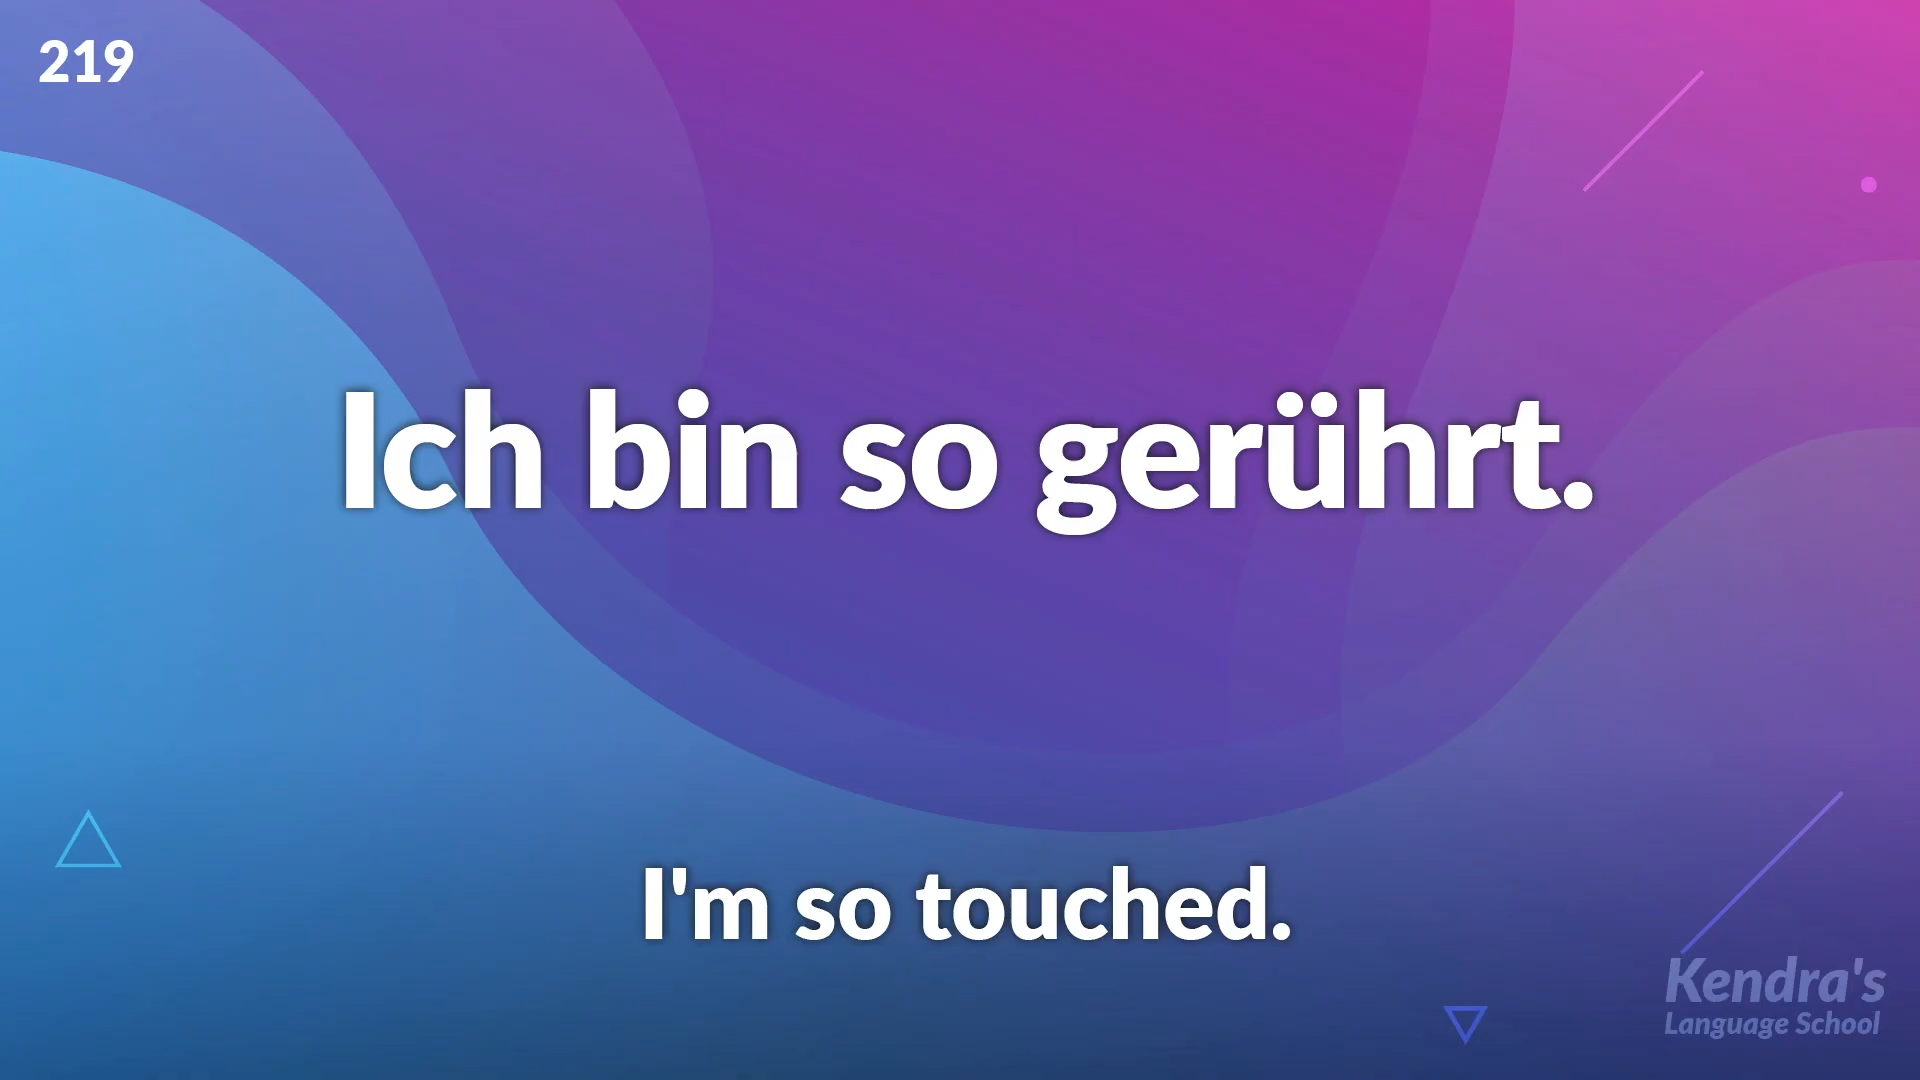 219
Ich bin so gerührt.
I'm so touched.
Kendra's
Language School